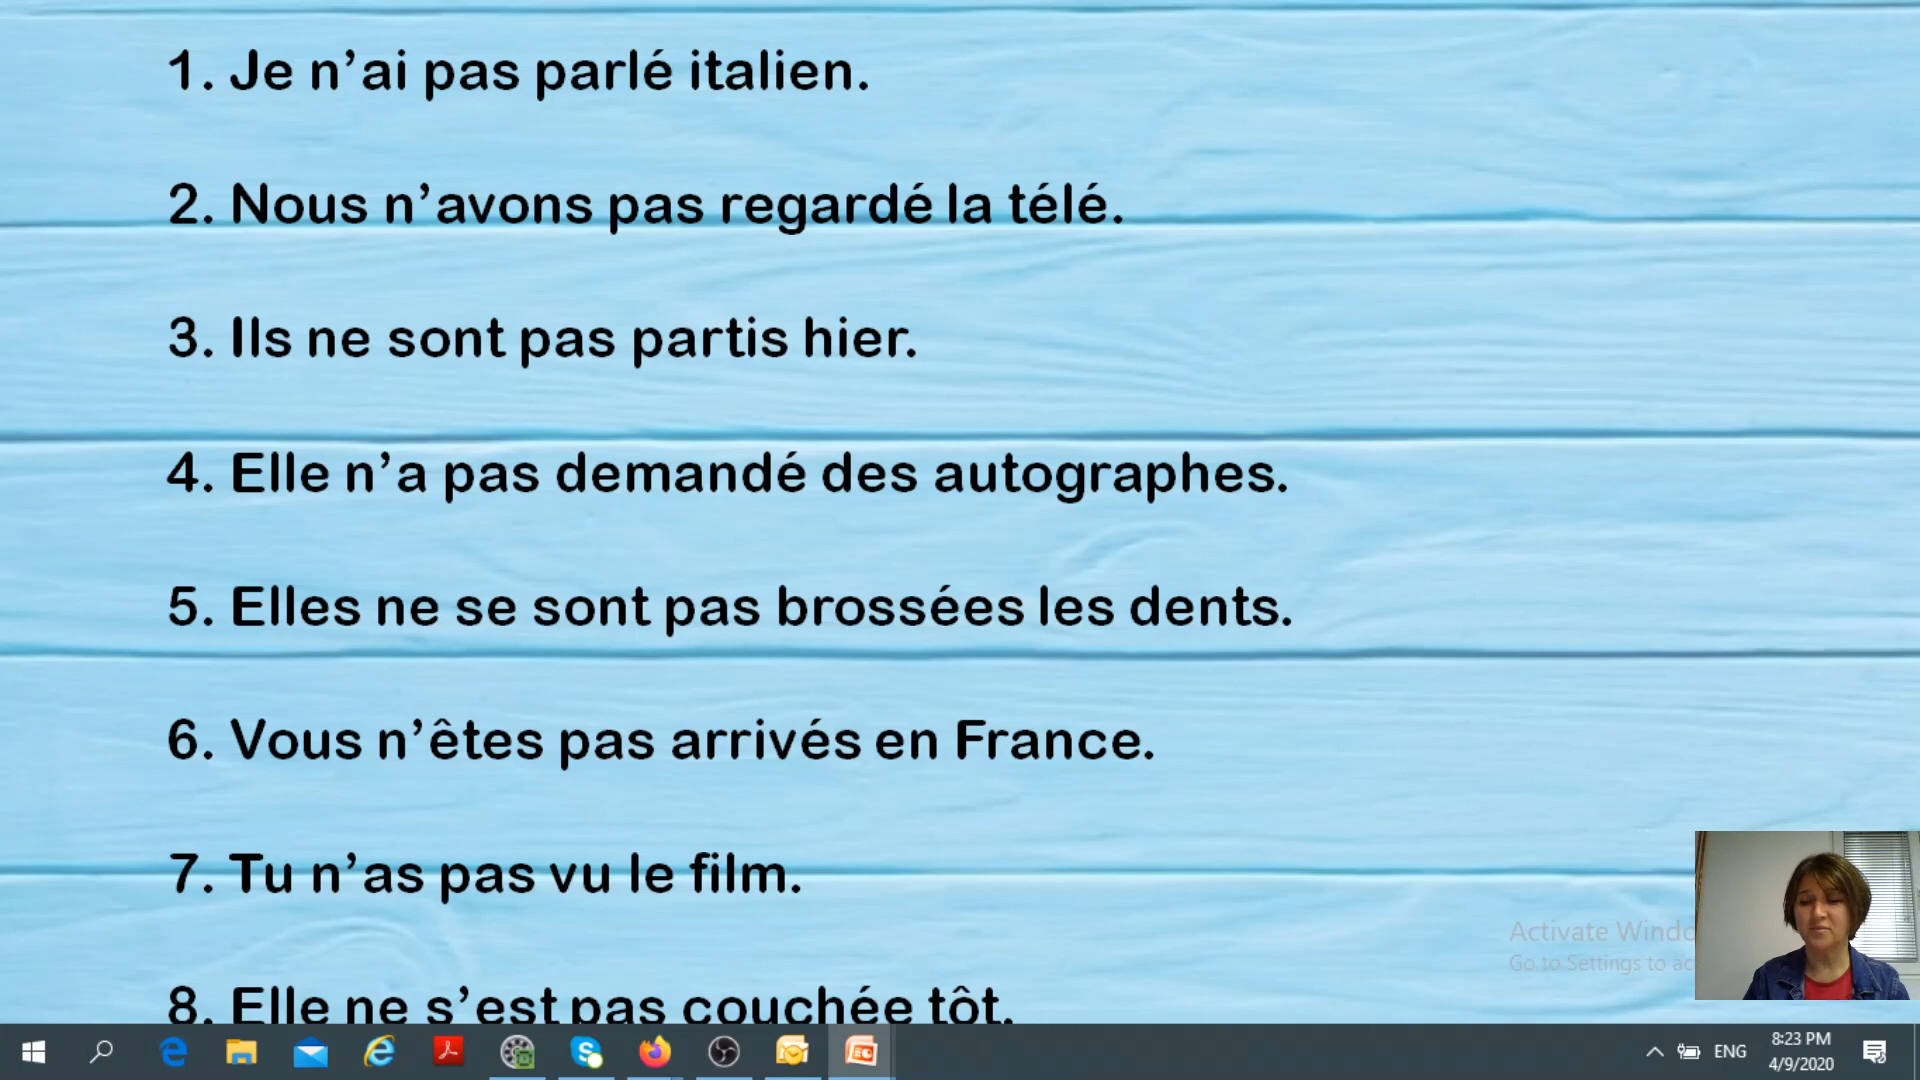 1. Je n’ai pas parlé italien.
2. Nous n’avons pas regardé la télé.
3. Ils ne sont pas partis hier.
4. Elle n’a pas demandé des autographes.
5. Elles ne se sont pas brossées les dents.
6. Vous n’êtes pas arrivés en France.
7. Tu n’as pas vu le film.
Activate Windo
Go to Settings to ac
8. Elle ne s’est pas couchée tôt.
ENG
8:23 PM
4/9/2020